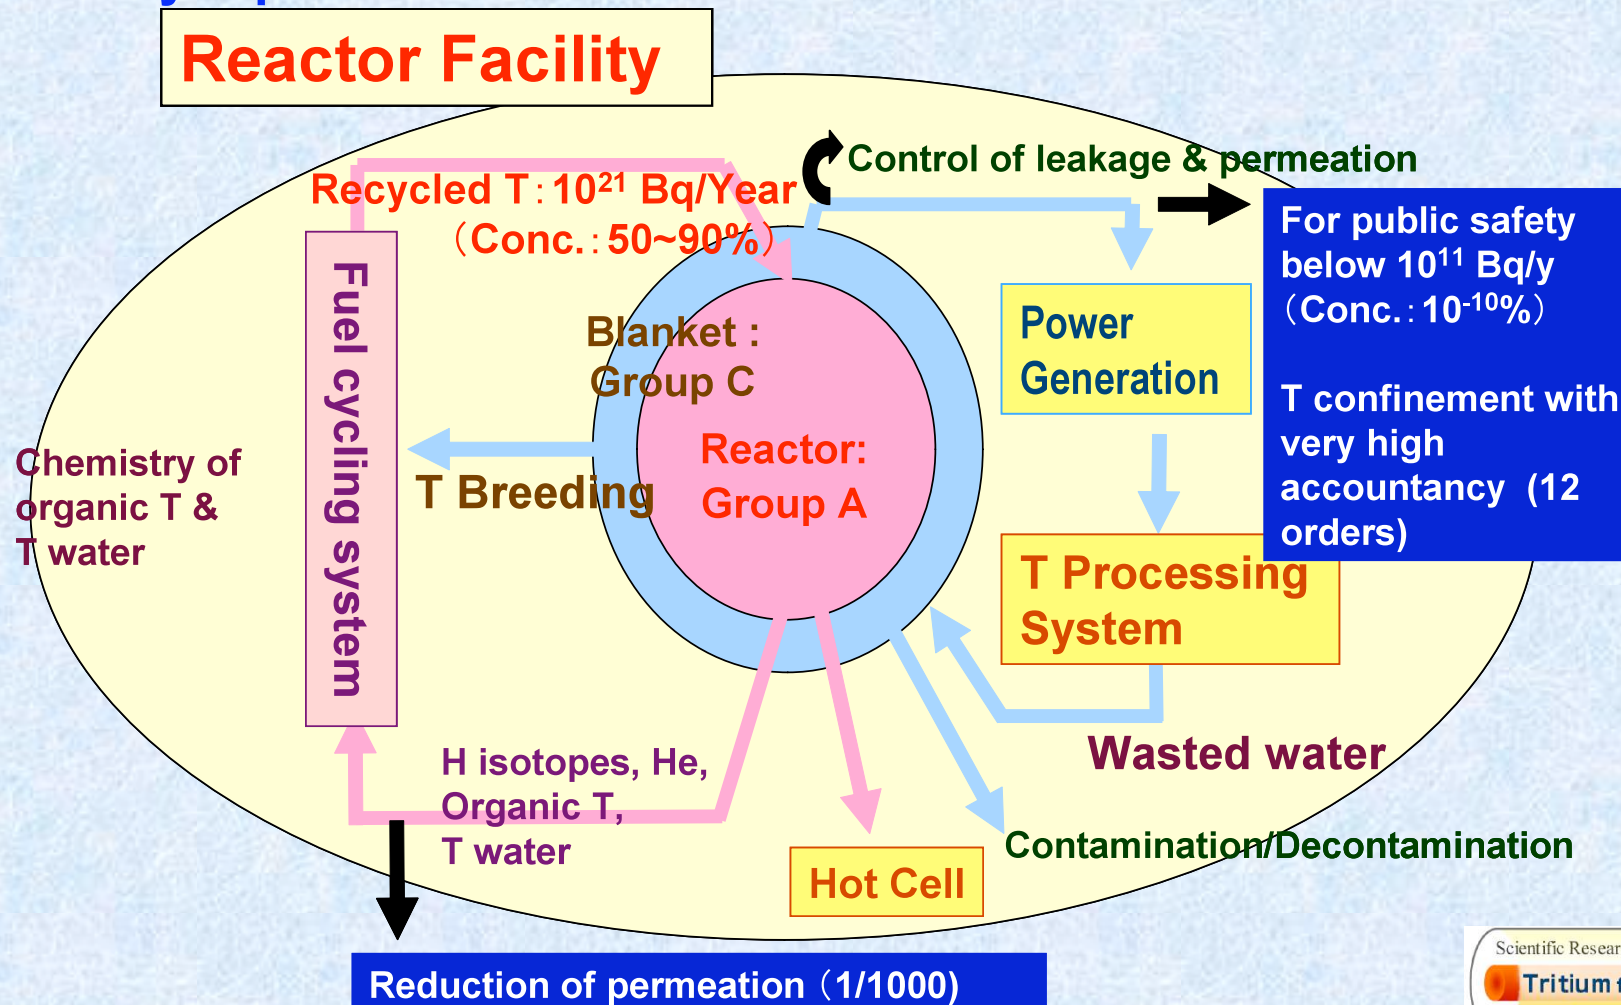 Reactor Facility
Control of leakage & permeation
Recycled T：10²¹ Bq/Year
（Conc.：50~90%）
For public safety
below 10¹¹ Bq/y
（Conc.：10⁻¹⁰%）
T confinement with
very high
accountancy (12
orders)
Fuel cycling system
Blanket :
Group C
Power
Generation
Reactor:
Group A
Chemistry of
organic T &
T water
T Breeding
T Processing
System
Wasted water
H isotopes, He,
Organic T,
T water
Contamination/Decontamination
Hot Cell
Reduction of permeation（1/1000）
Scientific
Tritium